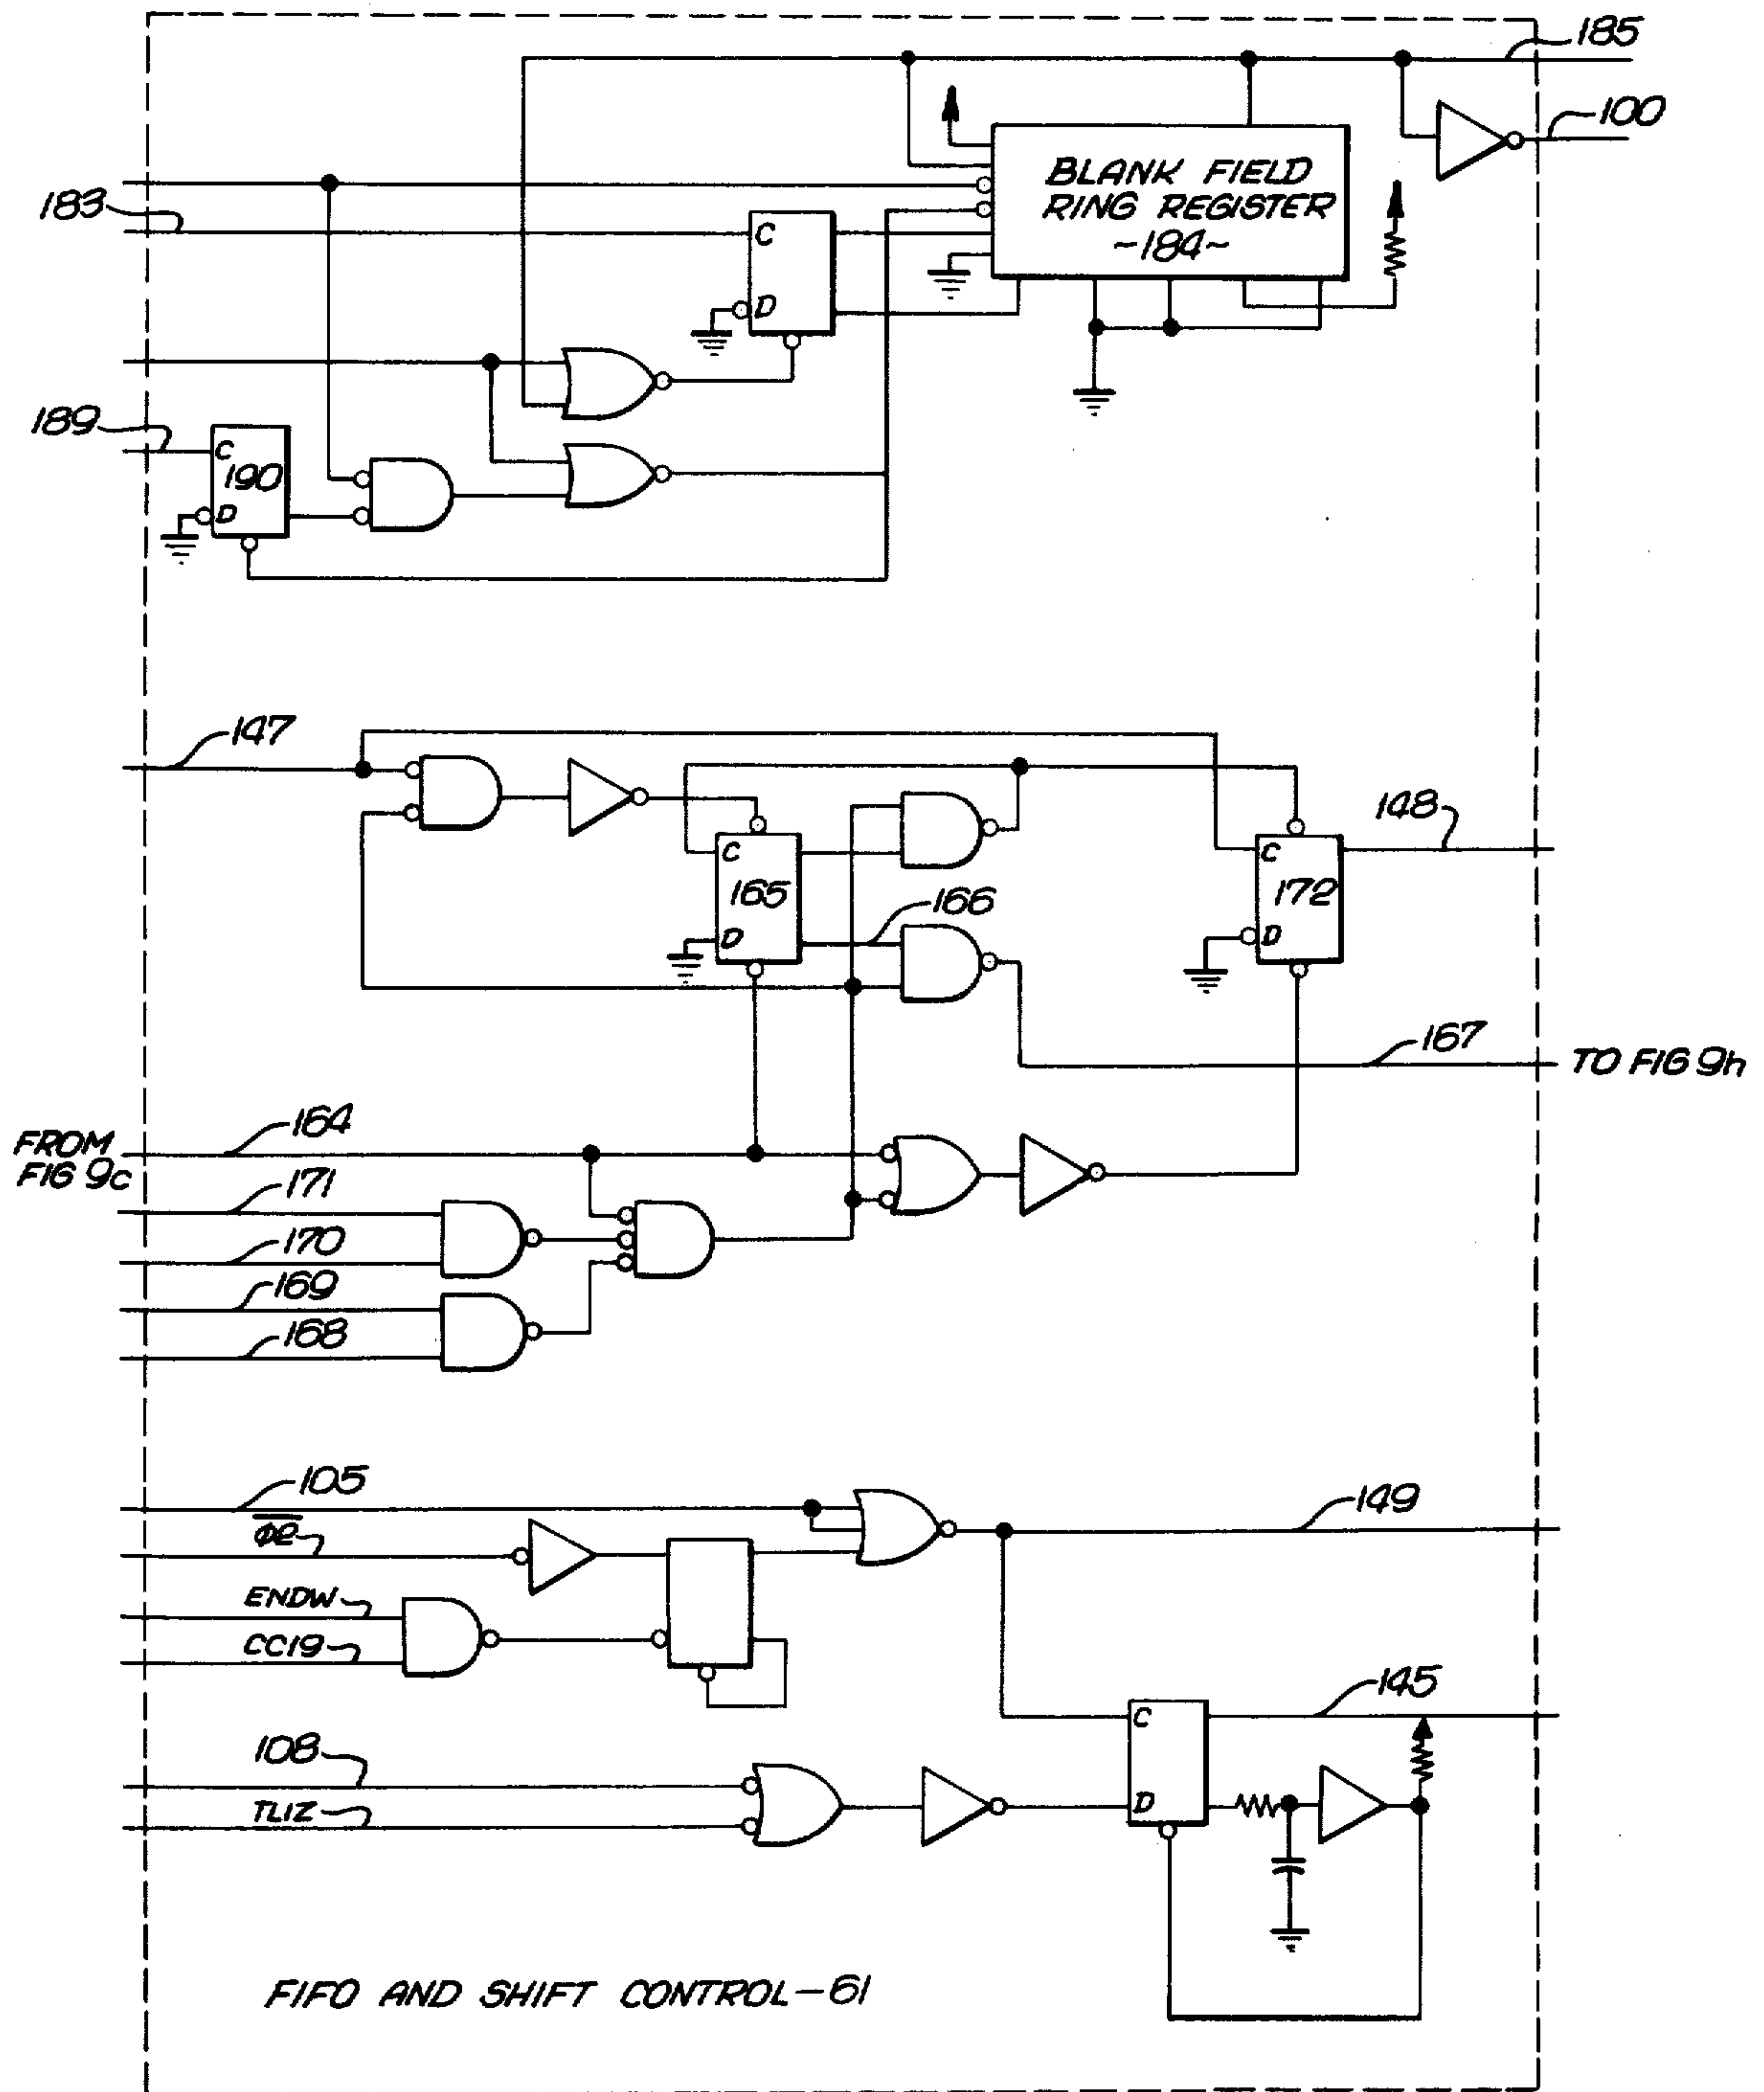 185
100
BLANK FIELD
RING REGISTER
~184~
183
C
D
189
C
190
D
147
148
C
165
D
166
C
172
D
167
TO FIG 9h
164
FROM
FIG 9c
171
170
169
168
105
149
ENDW
CC19
145
C
D
108
TLIZ
FIFO AND SHIFT CONTROL-61